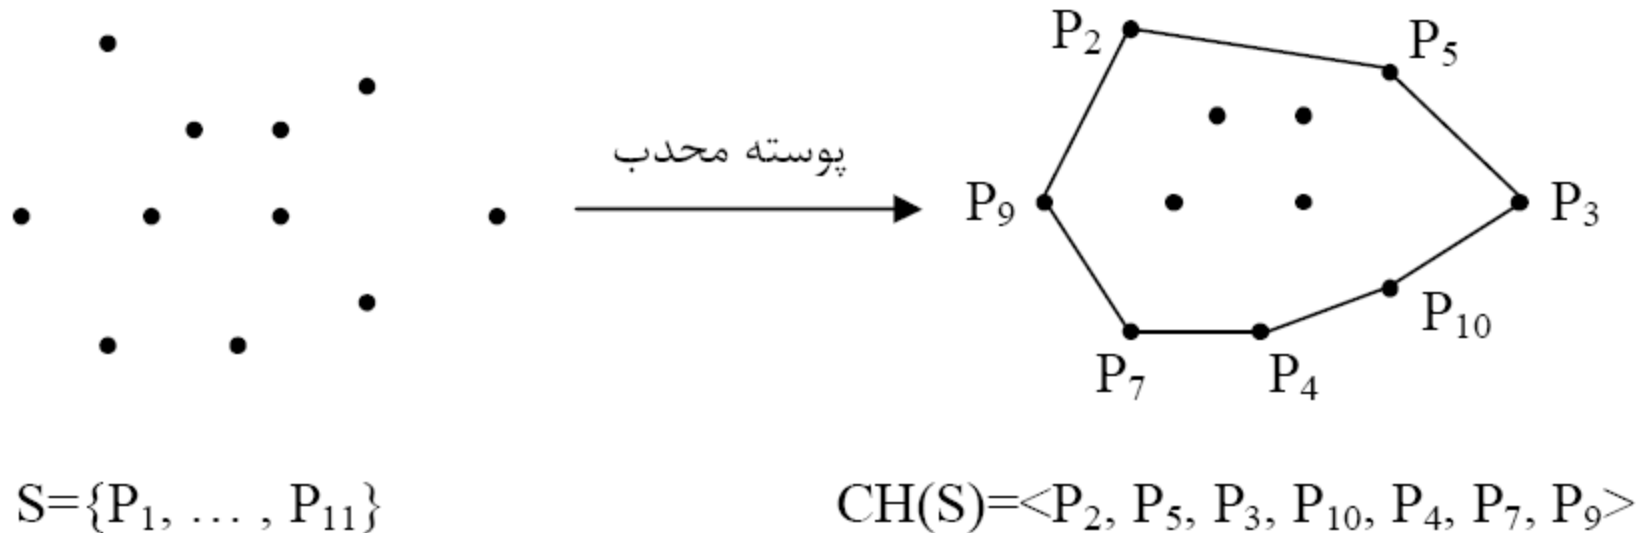 P₂
P₅
پوسته محدب
P₉
P₃
P₁₀
P₇
P₄
S={P₁, … , P₁₁}
CH(S)=<P₂, P₅, P₃, P₁₀, P₄, P₇, P₉>